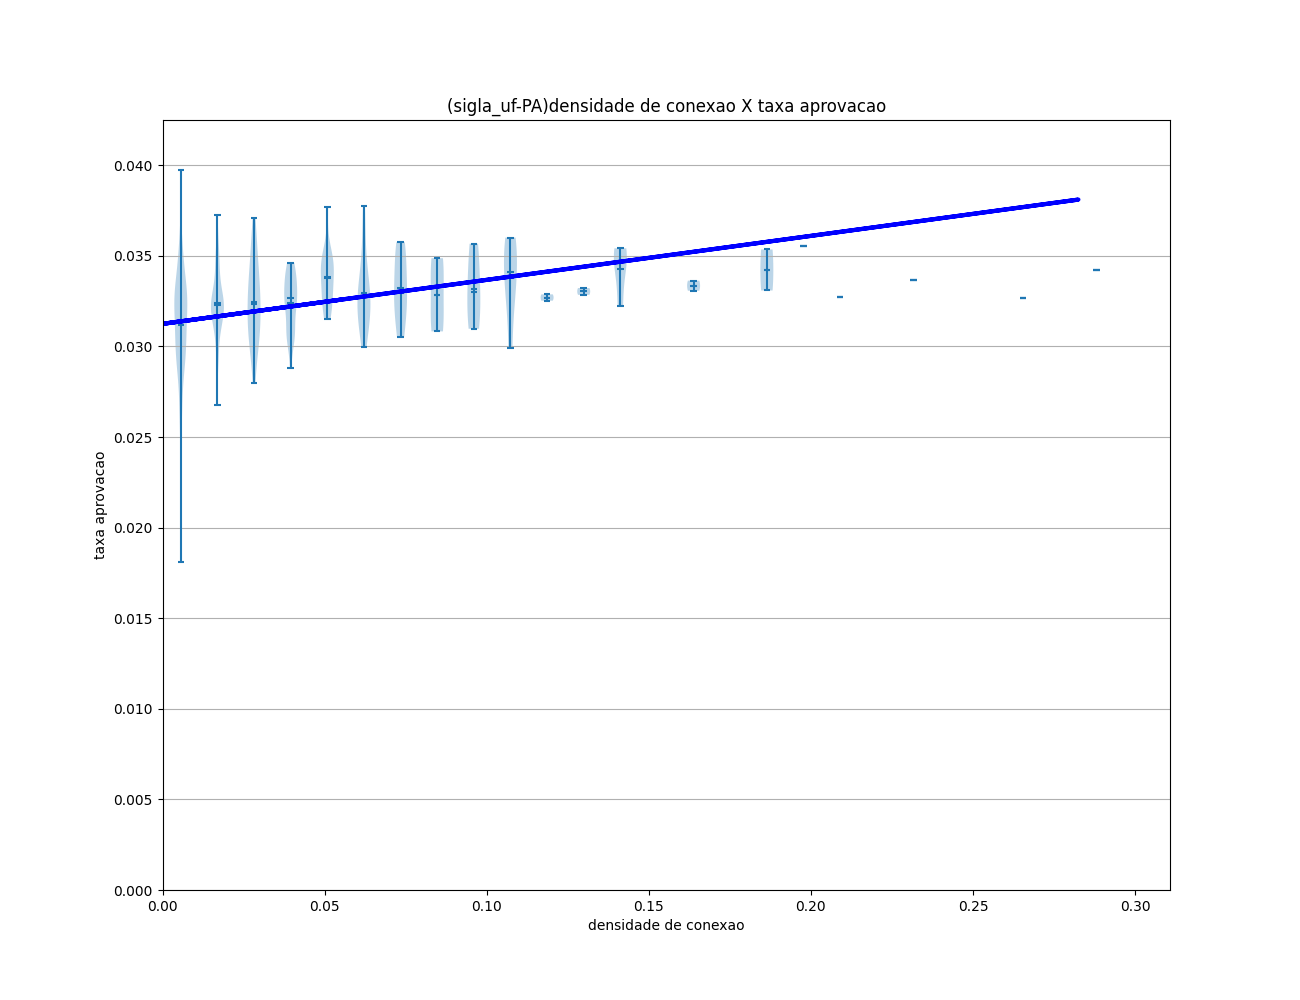 (sigla_uf-PA)densidade de conexao X taxa aprovacao
0.040
0.035
0.030
0.025
0.020
0.015
0.010
0.005
0.000
taxa aprovacao
0.00 0.05 0.10 0.15 0.20 0.25 0.30
densidade de conexao